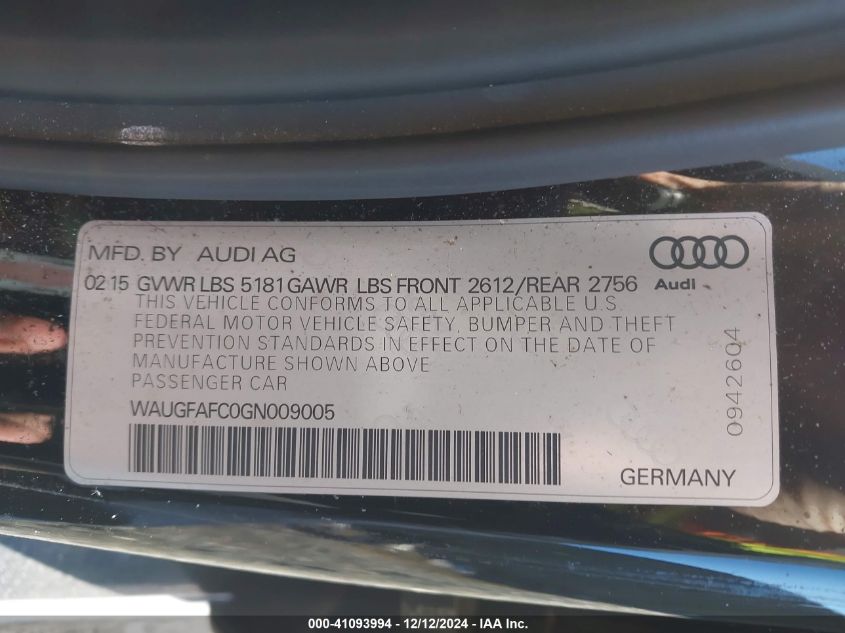 MFD. BY AUDI AG
02 15 GVWR LBS 5181 GAWR LBS FRONT 2612/REAR 2756
Audi
THIS VEHICLE CONFORMS TO ALL APPLICABLE U.S.
FEDERAL MOTOR VEHICLE SAFETY, BUMPER AND THEFT
PREVENTION STANDARDS IN EFFECT ON THE DATE OF
MANUFACTURE SHOWN ABOVE
PASSENGER CAR
WAUGFAFC0GN009005
GERMANY
0942604
000-41093994 - 12/12/2024 - IAA Inc.